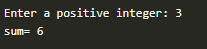 Enter a positive integer: 3
sum= 6